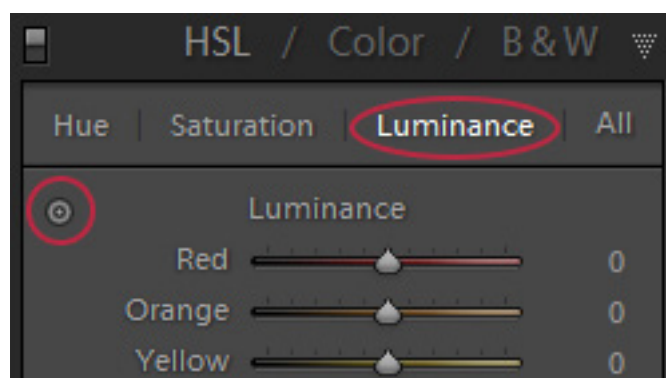 HSL / Color / B & W
Hue | Saturation | Luminance | All
Luminance
Red 0
Orange 0
Yellow 0